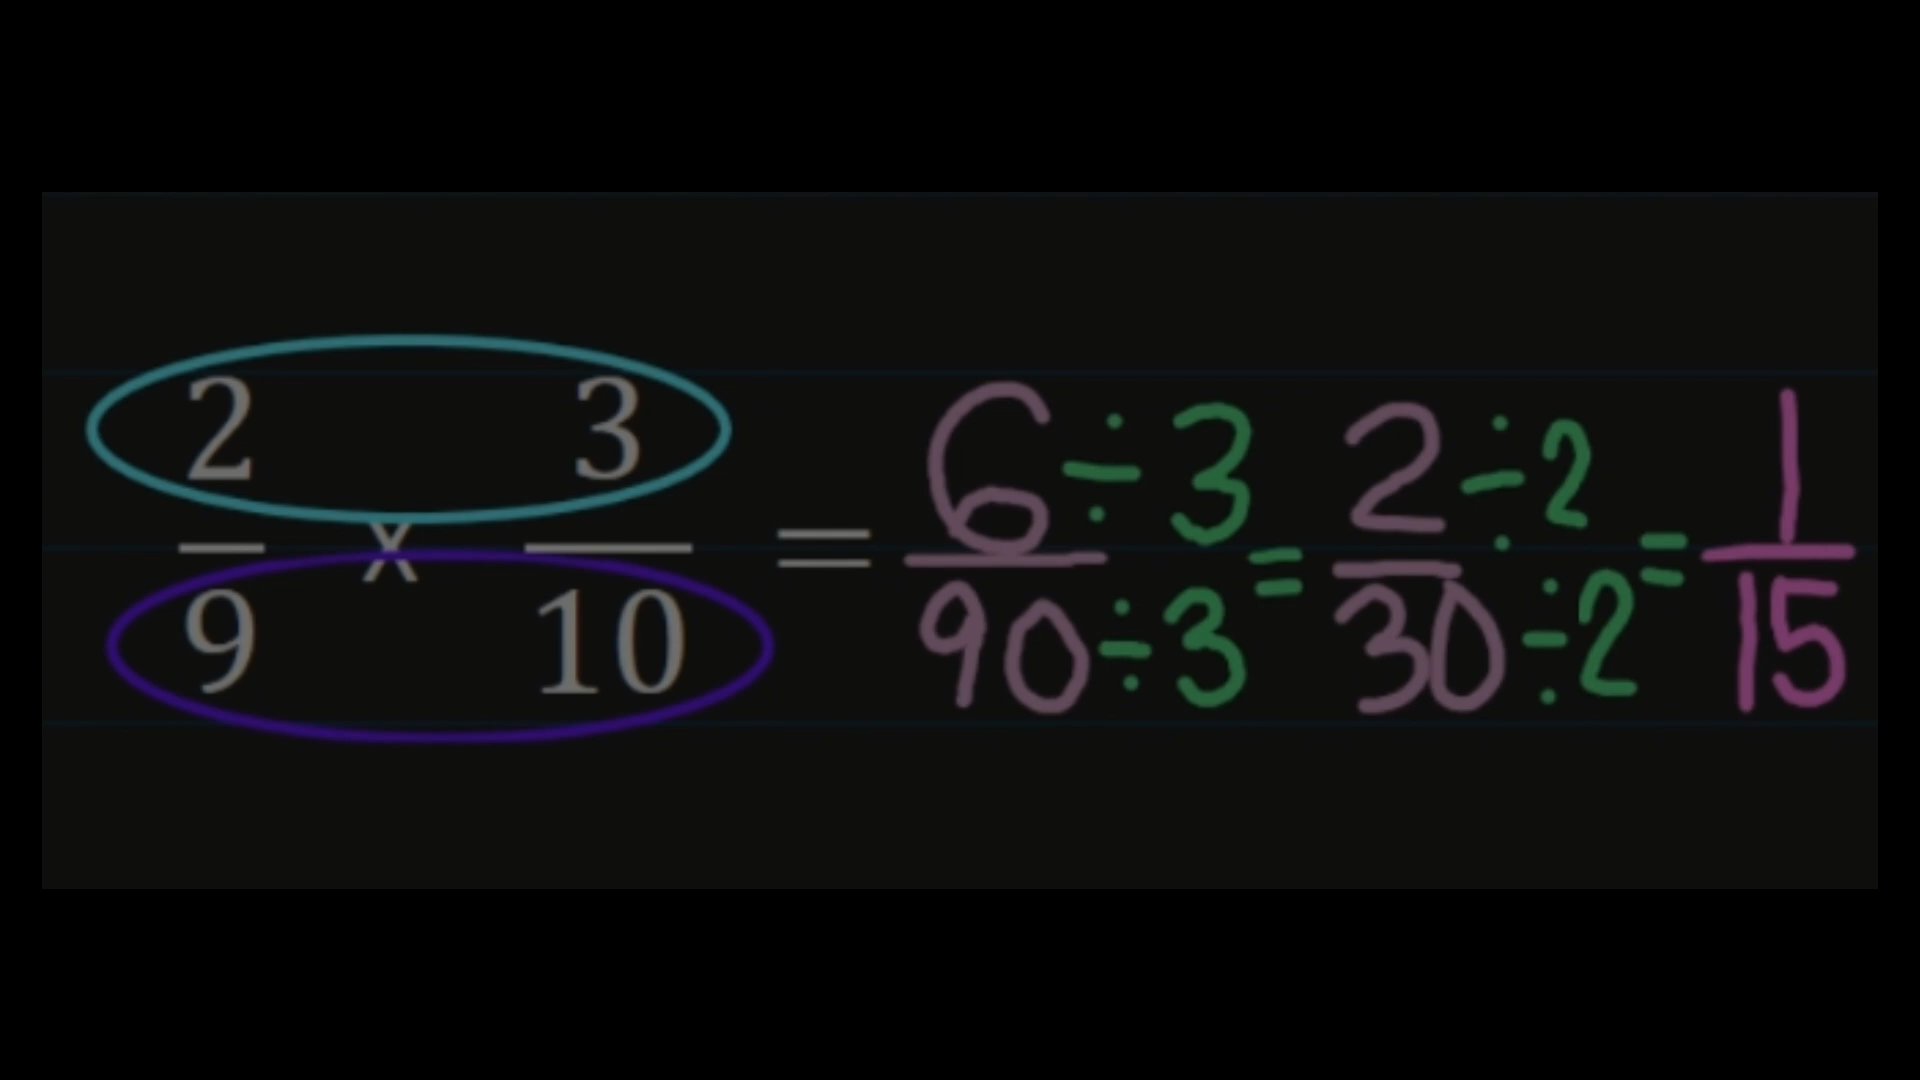 2/9 x 3/10 = 6÷3/90÷3 = 2÷2/30÷2 = 1/15